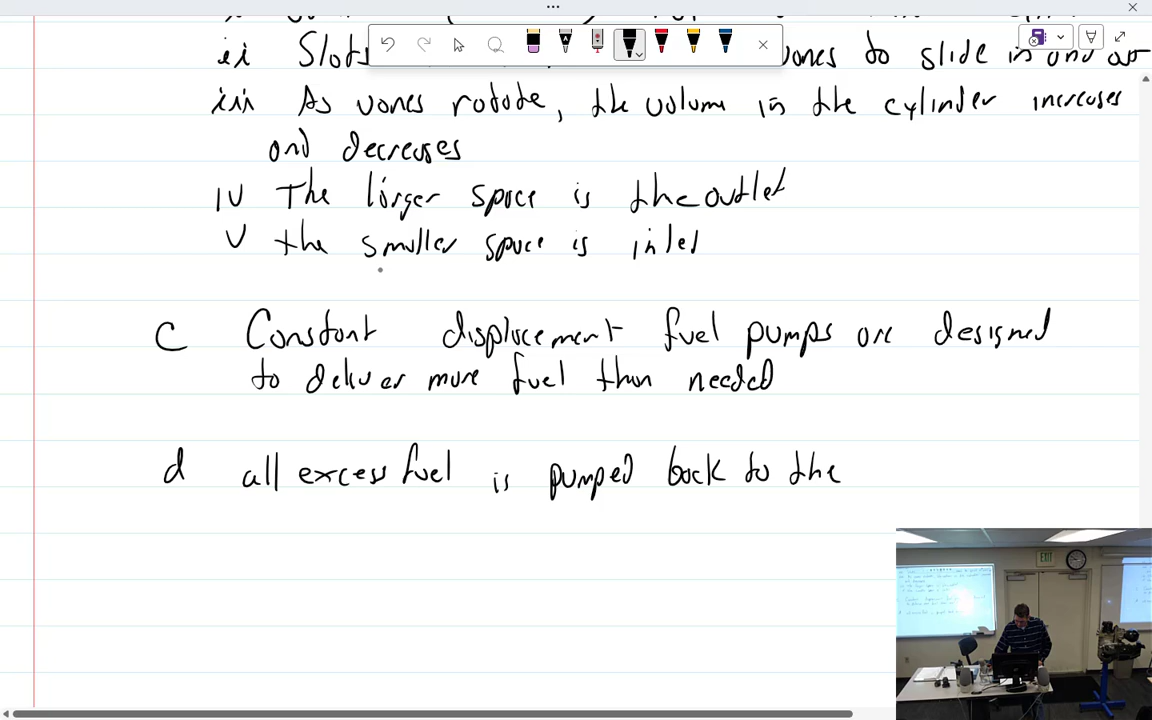 ii Slots vanes to slide in and out
iii As vanes rotate, the volume in the cylinder increases
and decreases
IV The larger space is the outlet
V the smaller space is inlet
C Constant displacement fuel pumps are designed
to deliver more fuel than needed
d all excess fuel is pumped back to the
EXIT